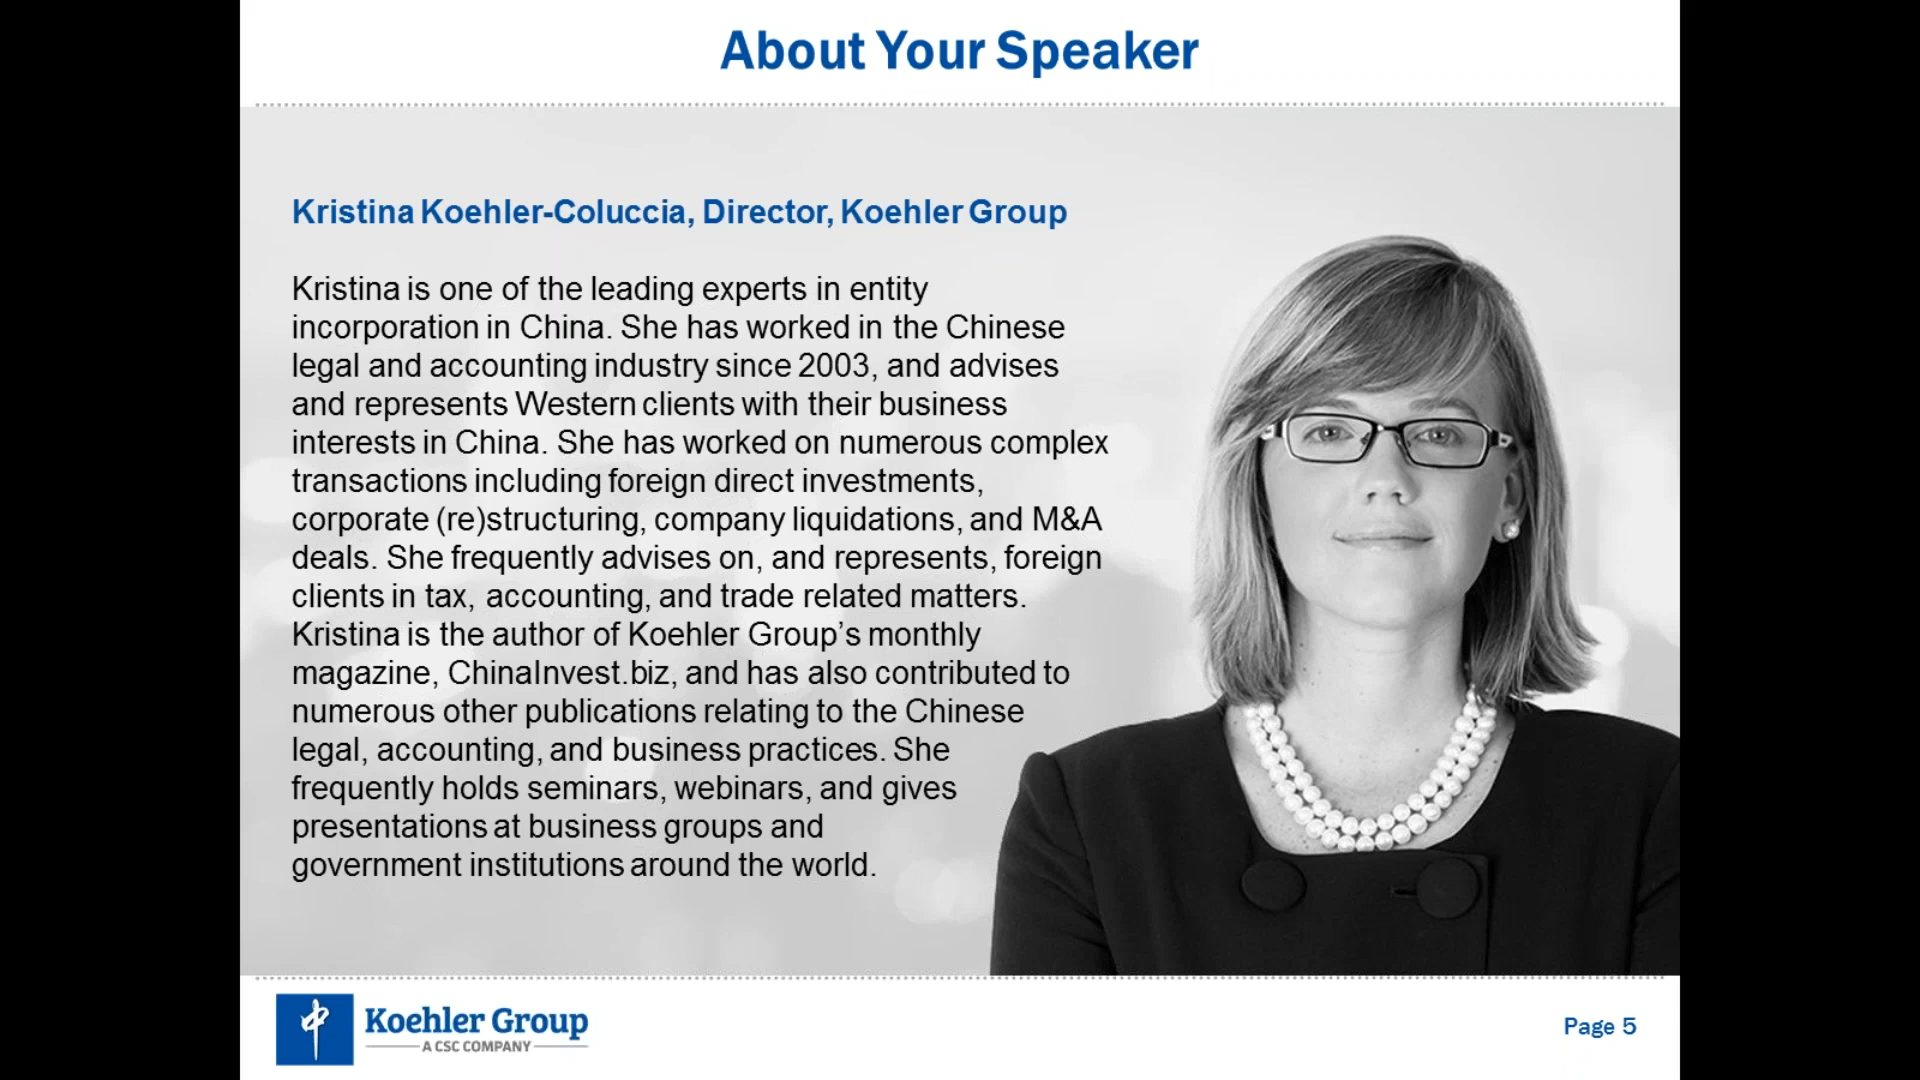 About Your Speaker
Kristina Koehler-Coluccia, Director, Koehler Group
Kristina is one of the leading experts in entity
incorporation in China. She has worked in the Chinese
legal and accounting industry since 2003, and advises
and represents Western clients with their business
interests in China. She has worked on numerous complex
transactions including foreign direct investments,
corporate (re)structuring, company liquidations, and M&A
deals. She frequently advises on, and represents, foreign
clients in tax, accounting, and trade related matters.
Kristina is the author of Koehler Group’s monthly
magazine, ChinaInvest.biz, and has also contributed to
numerous other publications relating to the Chinese
legal, accounting, and business practices. She
frequently holds seminars, webinars, and gives
presentations at business groups and
government institutions around the world.
Koehler Group
A CSC COMPANY
Page 5